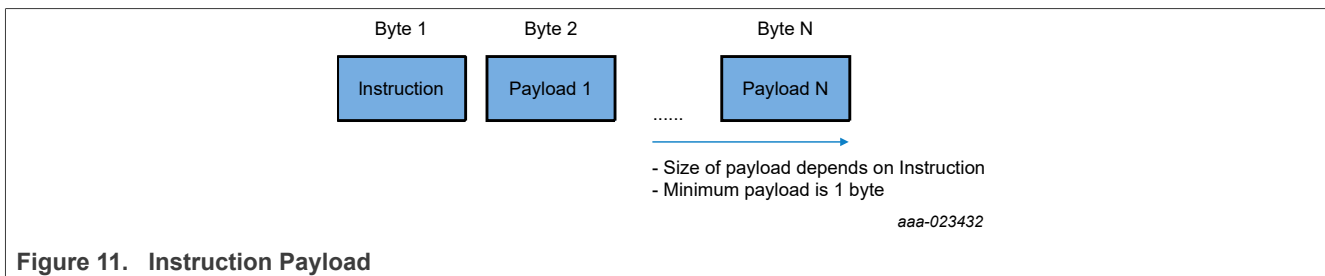 Byte 1 Byte 2 Byte N
Instruction Payload 1 Payload N
......
- Size of payload depends on Instruction
- Minimum payload is 1 byte
aaa-023432
Figure 11. Instruction Payload